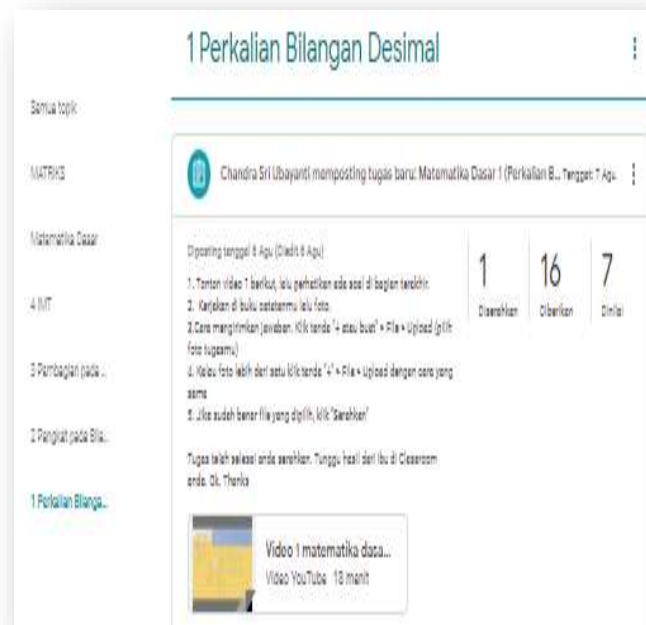 1 Perkalian Bilangan Desimal
Semua topik
MATRIKS
Matematika Dasar
4 IMT
3 Pembagian pada ...
2 Pangkat pada Bila...
1 Perkalian Bilanga...
Chandra Sri Ubayanti memposting tugas baru: Matematika Dasar 1 (Perkalian B... Tenggat: 7 Agu
Diposting tanggal 6 Agu (Diedit 6 Agu)
1. Tonton video 1 berikut, lalu perhatikan ada soal di bagian terakhir.
2. Kerjakan di buku catatanmu lalu foto.
3.Cara mengirimkan jawaban. Klik tanda "+ atau buat" > File > Upload (pilih
foto tugasmu)
4. Kalau foto lebih dari satu klik tanda "+" > File > Upload dengan cara yang
sama
5. Jika sudah benar file yang dipilih, klik "Serahkan"
Tugas telah selesai anda serahkan. Tunggu hasil dari Ibu di Classroom
anda. Ok. Thanks
1
Diserahkan
16
Diberikan
7
Dinilai
Video 1 matematika dasa...
Video YouTube 18 menit